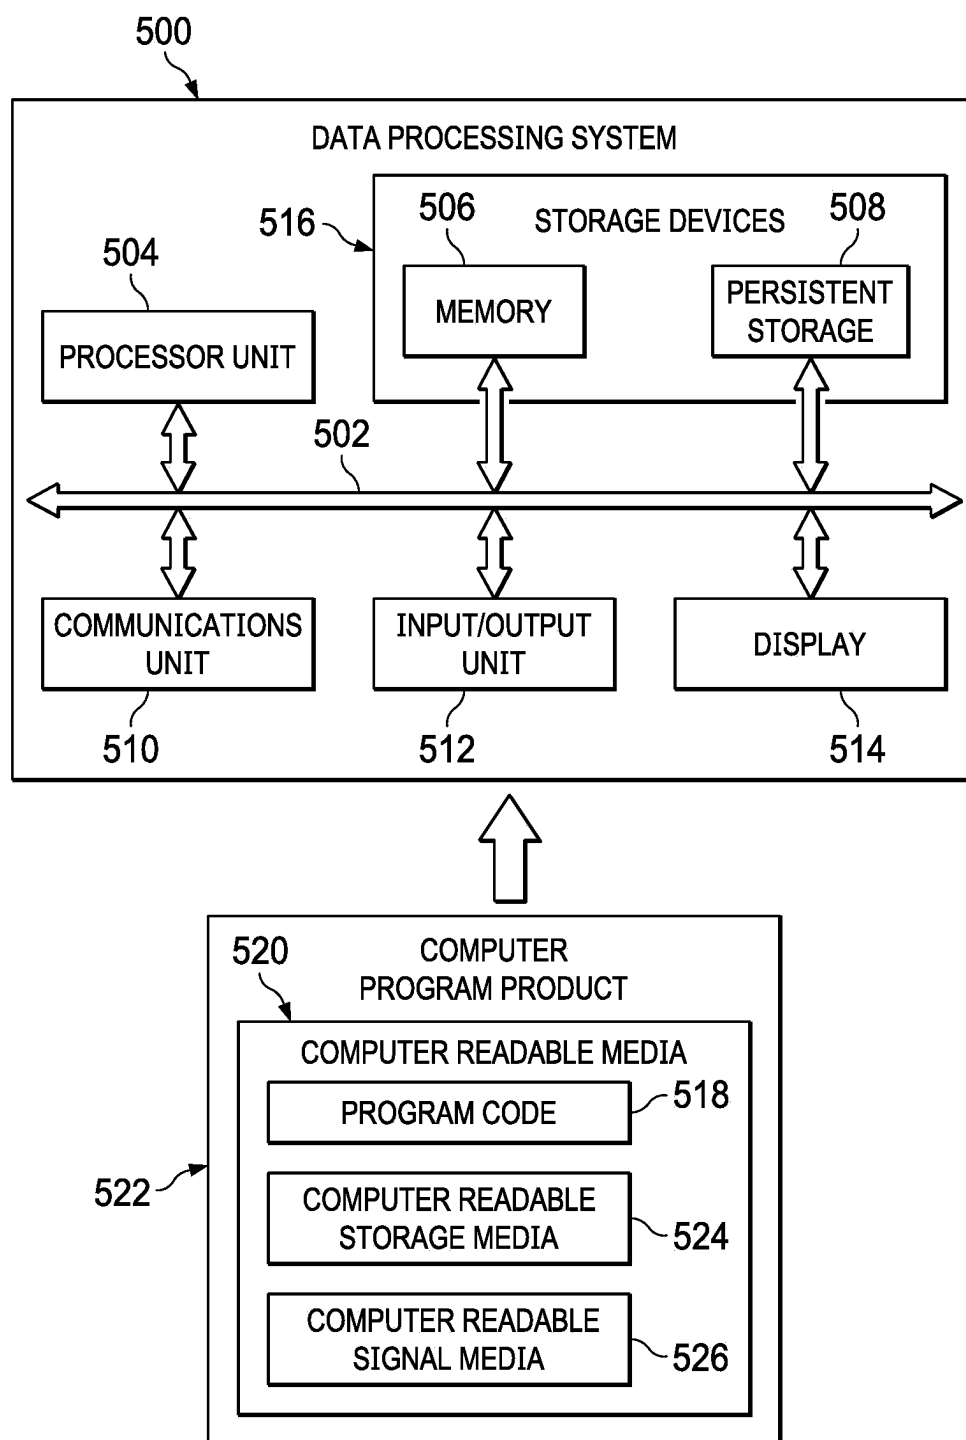 500
DATA PROCESSING SYSTEM
516
506
STORAGE DEVICES
508
504
MEMORY
PERSISTENT
STORAGE
PROCESSOR UNIT
502
COMMUNICATIONS
UNIT
INPUT/OUTPUT
UNIT
DISPLAY
510
512
514
520
COMPUTER
PROGRAM PRODUCT
COMPUTER READABLE MEDIA
PROGRAM CODE
518
522
COMPUTER READABLE
STORAGE MEDIA
524
COMPUTER READABLE
SIGNAL MEDIA
526